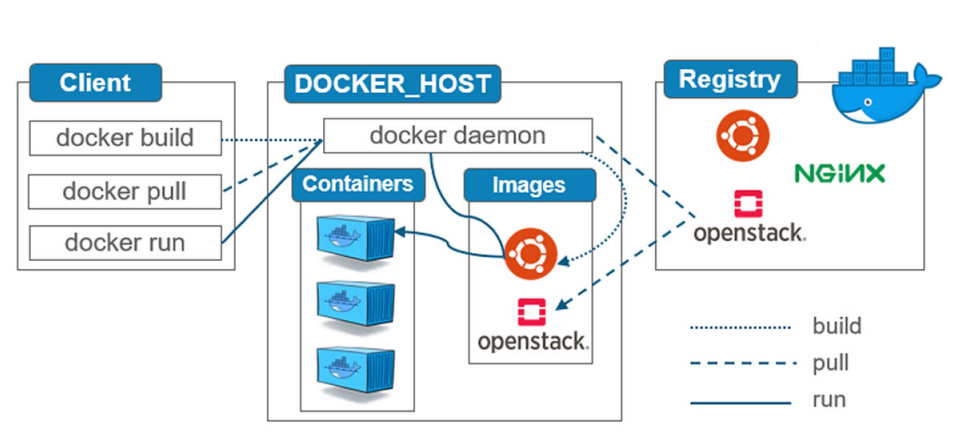 Client
docker build
docker pull
docker run
DOCKER_HOST
docker daemon
Containers
Images
openstack.
Registry
NGINX
openstack.
build
pull
run